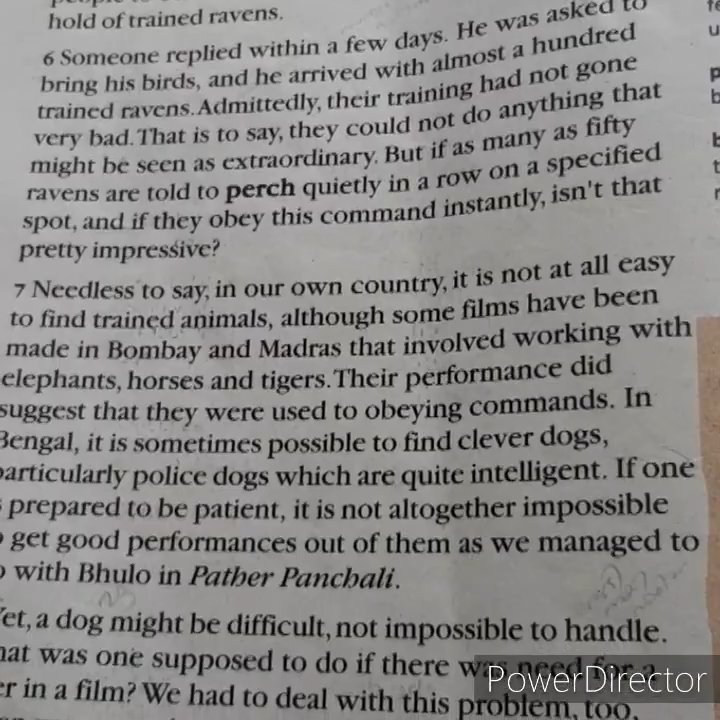 hold of trained ravens.
6 Someone replied within a few days. He was asked to
bring his birds, and he arrived with almost a hundred
trained ravens. Admittedly, their training had not gone
very bad. That is to say, they could not do anything that
might be seen as extraordinary. But if as many as fifty
ravens are told to perch quietly in a row on a specified
spot, and if they obey this command instantly, isn't that
pretty impressive?
7 Needless to say, in our own country, it is not at all easy
to find trained animals, although some films have been
made in Bombay and Madras that involved working with
elephants, horses and tigers. Their performance did
suggest that they were used to obeying commands. In
Bengal, it is sometimes possible to find clever dogs,
particularly police dogs which are quite intelligent. If one
prepared to be patient, it is not altogether impossible
get good performances out of them as we managed to
with Bhulo in Pather Panchali.
Yet, a dog might be difficult, not impossible to handle.
hat was one supposed to do if there was need for a
er in a film? We had to deal with this problem, too.
PowerDirector